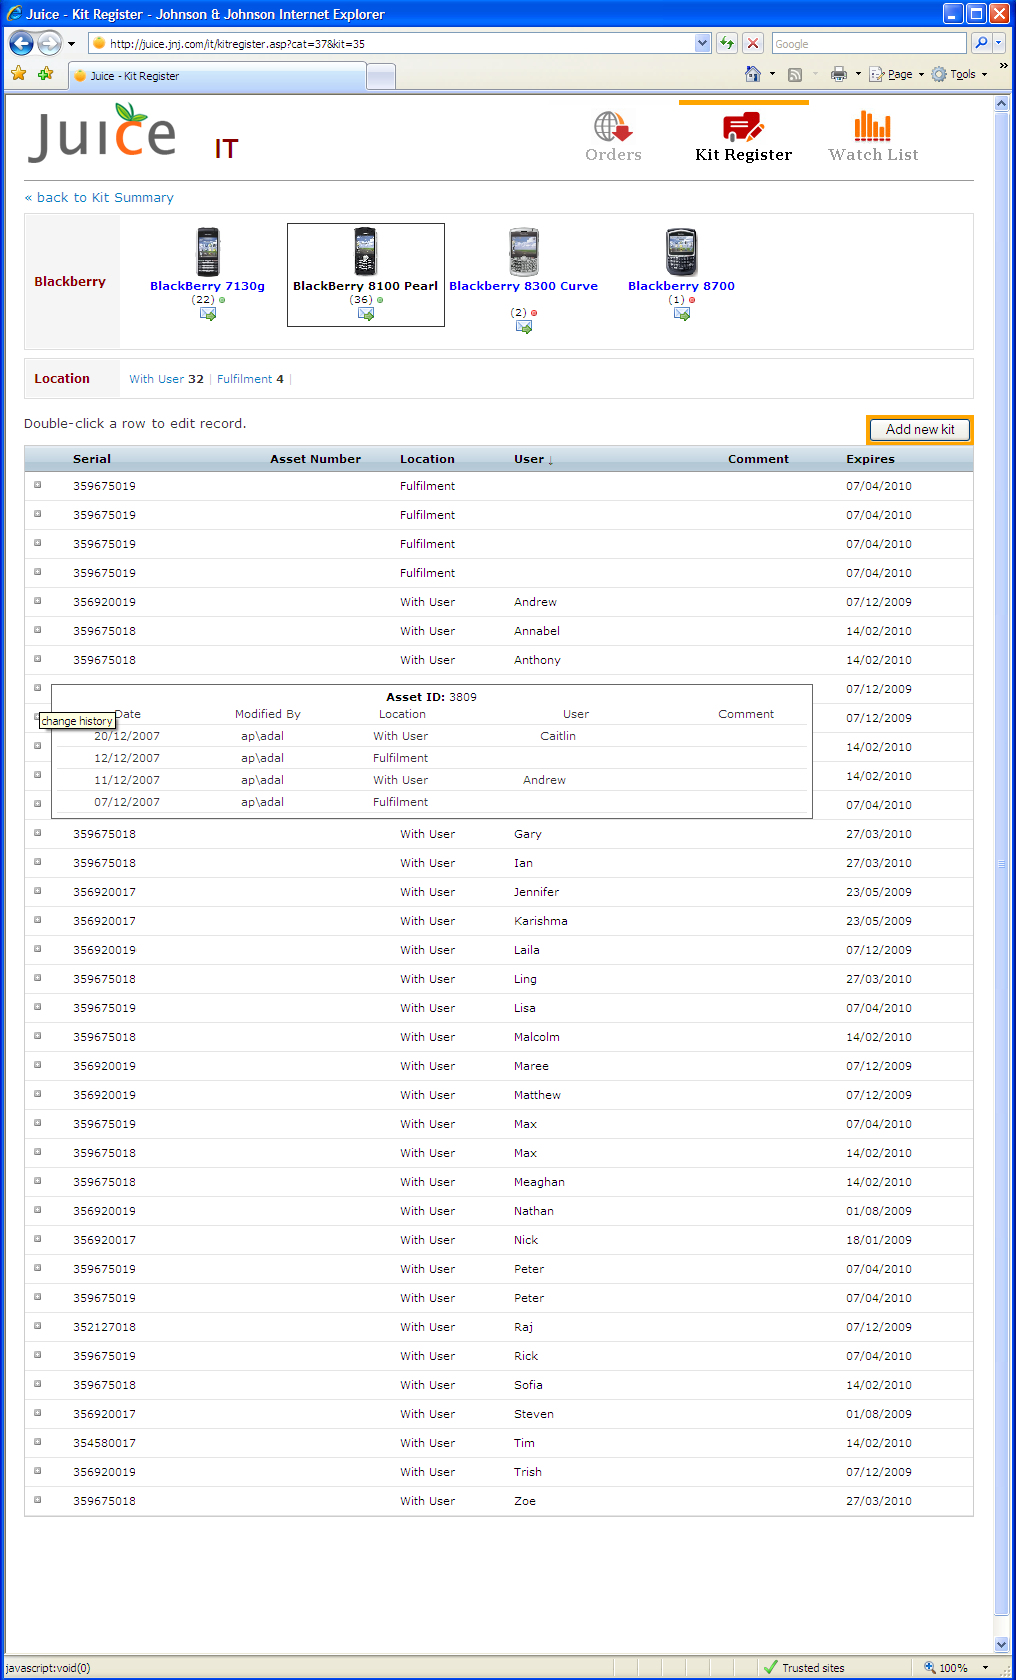 Juice - Kit Register - Johnson & Johnson Internet Explorer
http://juice.jnj.com/it/kitregister.asp?cat=37&kit=35
Google
Juice - Kit Register
Page Tools »
Juice IT
Orders Kit Register Watch List
« back to Kit Summary
Blackberry
BlackBerry 7130g BlackBerry 8100 Pearl Blackberry 8300 Curve Blackberry 8700
(22) (36) (2) (1)
Location With User 32 | Fulfilment 4 |
Double-click a row to edit record.
Add new kit
Serial Asset Number Location User ↓ Comment Expires
359675019 Fulfilment 07/04/2010
359675019 Fulfilment 07/04/2010
359675019 Fulfilment 07/04/2010
359675019 Fulfilment 07/04/2010
356920019 With User Andrew 07/12/2009
359675018 With User Annabel 14/02/2010
359675018 With User Anthony 14/02/2010
07/12/2009
07/12/2009
14/02/2010
14/02/2010
07/04/2010
Asset ID: 3809
Date Modified By Location User Comment
change history
20/12/2007 ap\adal With User Caitlin
12/12/2007 ap\adal Fulfilment
11/12/2007 ap\adal With User Andrew
07/12/2007 ap\adal Fulfilment
359675018 With User Gary 27/03/2010
359675018 With User Ian 27/03/2010
356920017 With User Jennifer 23/05/2009
356920017 With User Karishma 23/05/2009
356920019 With User Laila 07/12/2009
359675018 With User Ling 27/03/2010
359675019 With User Lisa 07/04/2010
359675018 With User Malcolm 14/02/2010
356920019 With User Maree 07/12/2009
356920019 With User Matthew 07/12/2009
359675019 With User Max 07/04/2010
359675018 With User Max 14/02/2010
359675018 With User Meaghan 14/02/2010
356920019 With User Nathan 01/08/2009
356920017 With User Nick 18/01/2009
359675019 With User Peter 07/04/2010
359675019 With User Peter 07/04/2010
352127018 With User Raj 07/12/2009
359675019 With User Rick 07/04/2010
359675018 With User Sofia 14/02/2010
356920017 With User Steven 01/08/2009
354580017 With User Tim 14/02/2010
356920019 With User Trish 07/12/2009
359675018 With User Zoe 27/03/2010
javascript:void(0) Trusted sites 100%